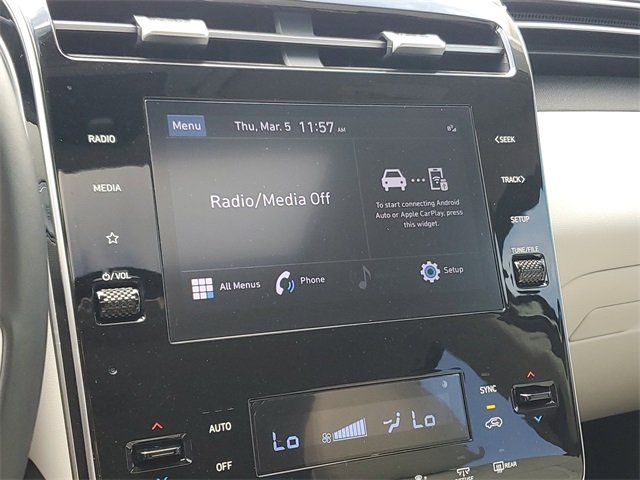 Menu Thu, Mar. 5 11:57 AM
RADIO
MEDIA
⏻/VOL
<SEEK
TRACK>
SETUP
TUNE/FILE
Radio/Media Off
To start connecting Android
Auto or Apple CarPlay, press
this widget.
All Menus
Phone
Setup
SYNC
AUTO
OFF
Lo
Lo
REAR